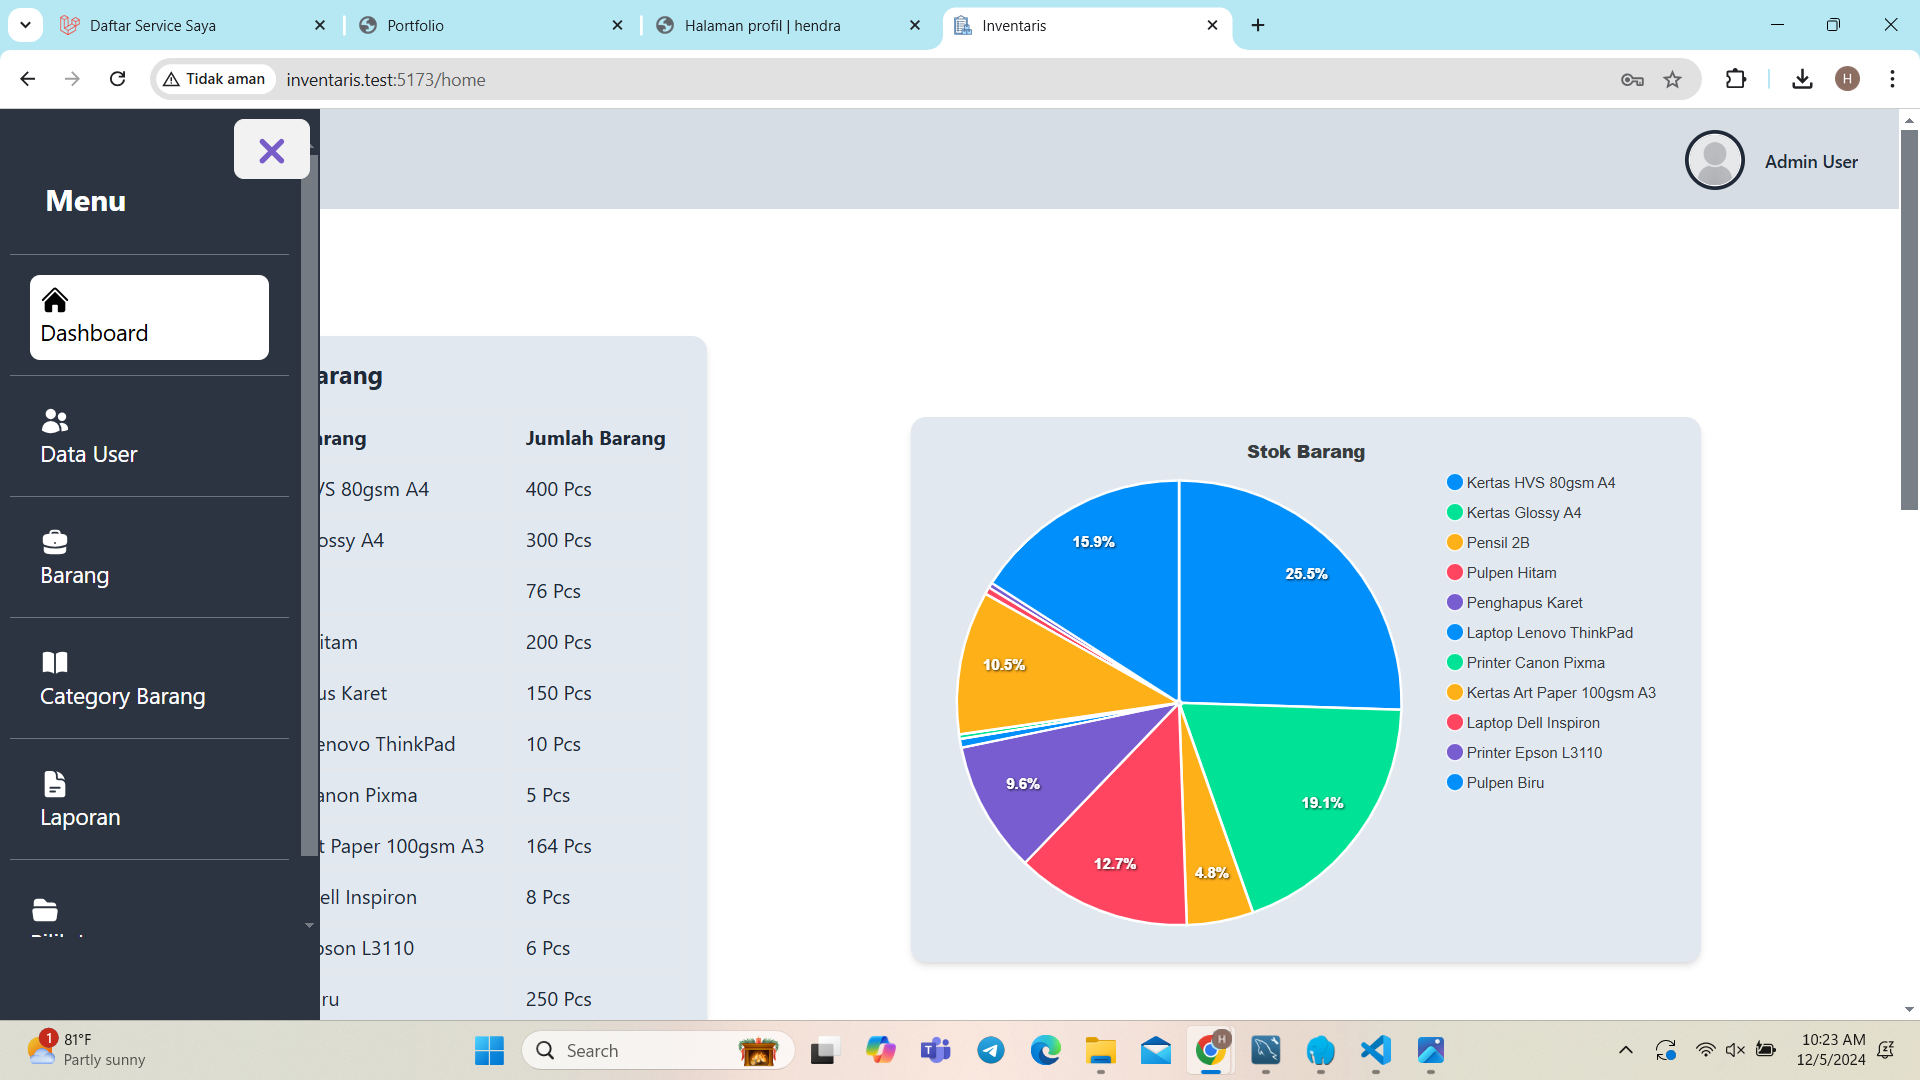 Daftar Service Saya
Portfolio
Halaman profil | hendra
Inventaris
Tidak aman
inventaris.test:5173/home
H
Menu
Dashboard
Data User
Barang
Category Barang
Laporan
Admin User
arang
arang Jumlah Barang
VS 80gsm A4 400 Pcs
ossy A4 300 Pcs
76 Pcs
itam 200 Pcs
us Karet 150 Pcs
enovo ThinkPad 10 Pcs
anon Pixma 5 Pcs
t Paper 100gsm A3 164 Pcs
ell Inspiron 8 Pcs
pson L3110 6 Pcs
ru 250 Pcs
Stok Barang
15.9%
25.5%
10.5%
9.6%
19.1%
12.7%
4.8%
Kertas HVS 80gsm A4
Kertas Glossy A4
Pensil 2B
Pulpen Hitam
Penghapus Karet
Laptop Lenovo ThinkPad
Printer Canon Pixma
Kertas Art Paper 100gsm A3
Laptop Dell Inspiron
Printer Epson L3110
Pulpen Biru
1
81°F
Partly sunny
Search
H
10:23 AM
12/5/2024